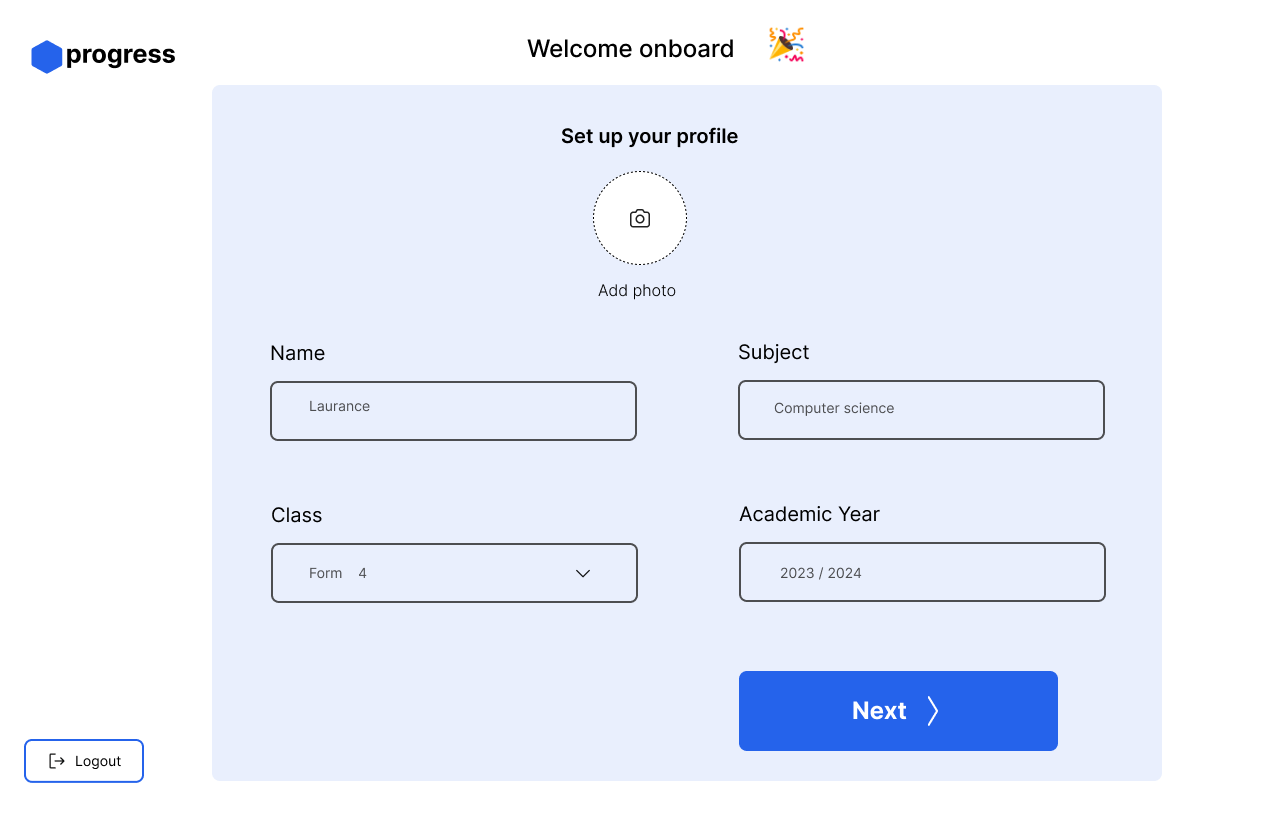 progress
Welcome onboard 🎉
Set up your profile
Add photo
Name
Subject
Laurance
Computer science
Class
Academic Year
Form 4
2023 / 2024
Next
Logout